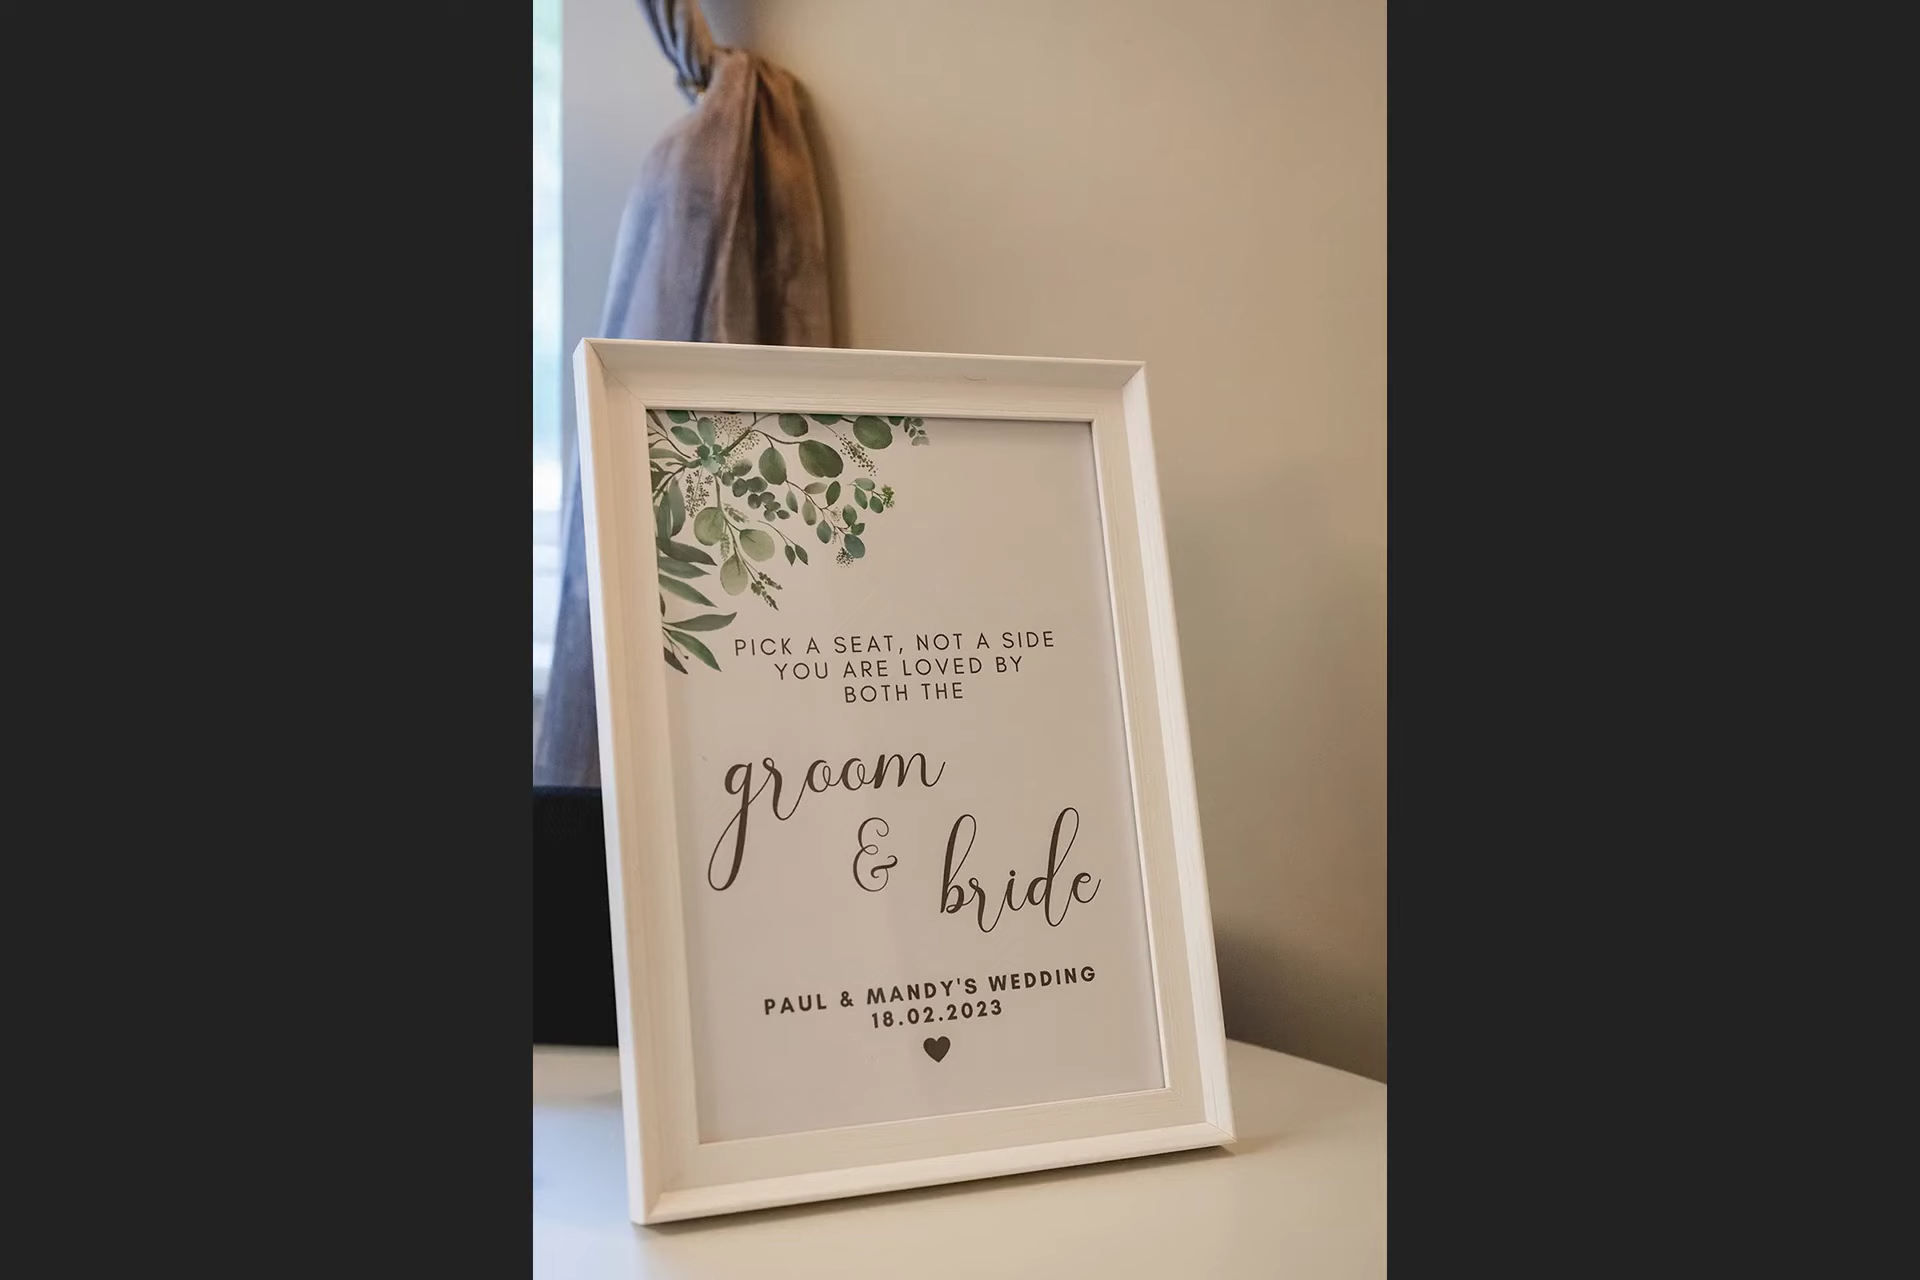 PICK A SEAT, NOT A SIDE
YOU ARE LOVED BY
BOTH THE
groom
&
bride
PAUL & MANDY'S WEDDING
18.02.2023